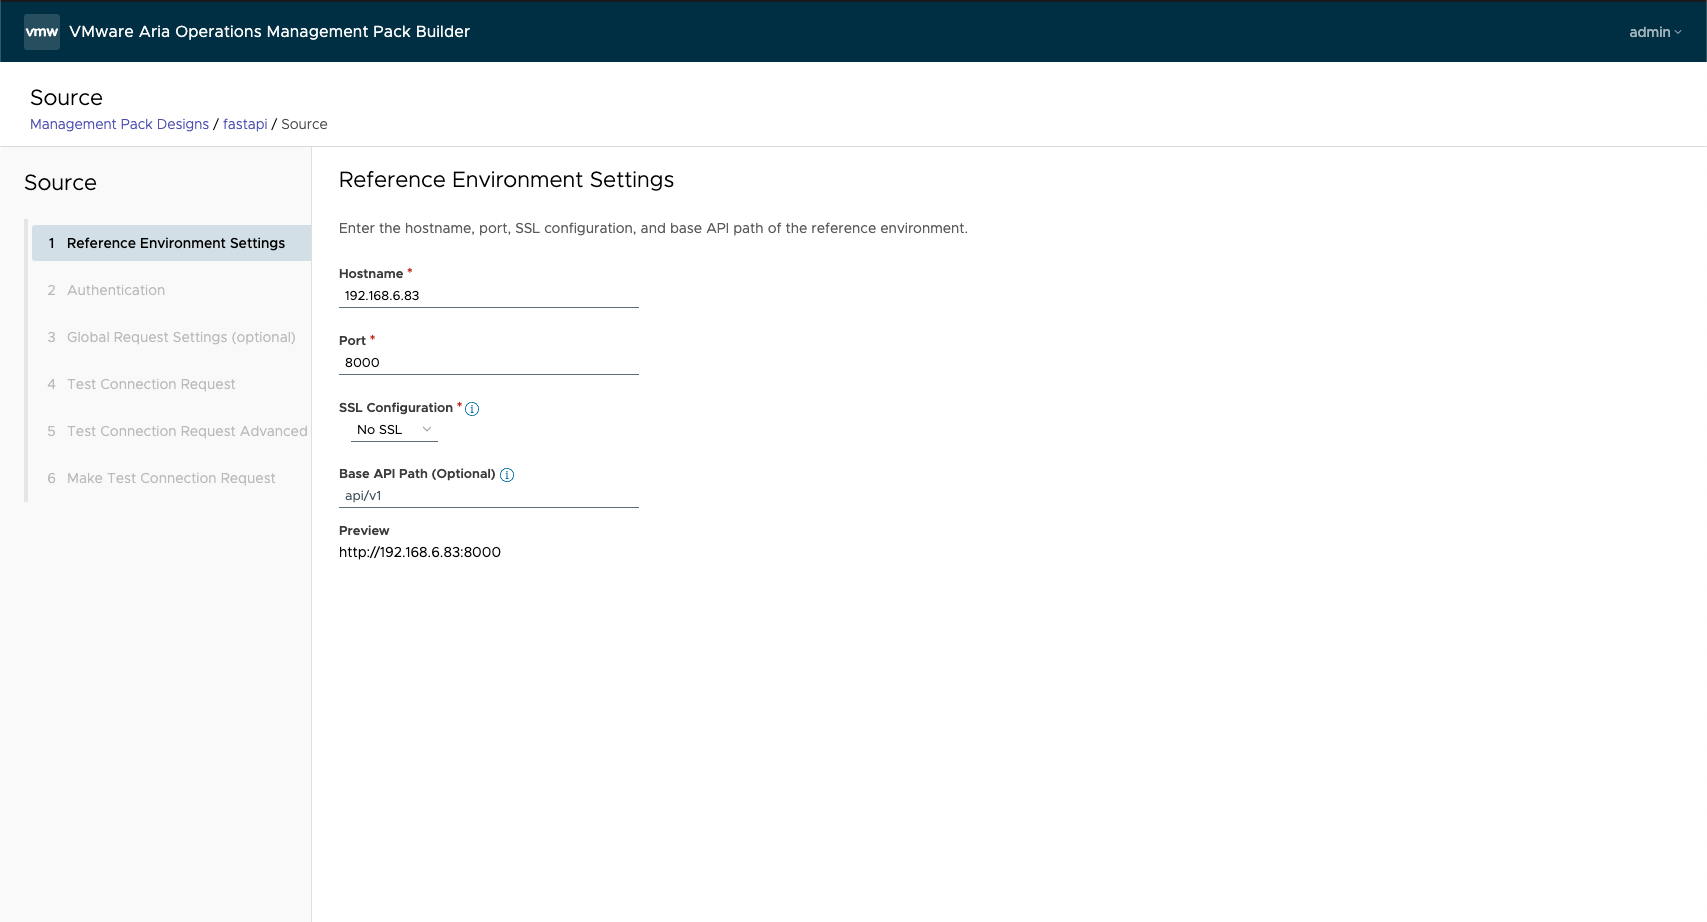 vmw VMware Aria Operations Management Pack Builder
admin
Source
Management Pack Designs / fastapi / Source
Source
1 Reference Environment Settings
2 Authentication
3 Global Request Settings (optional)
4 Test Connection Request
5 Test Connection Request Advanced
6 Make Test Connection Request
Reference Environment Settings
Enter the hostname, port, SSL configuration, and base API path of the reference environment.
Hostname *
192.168.6.83
Port *
8000
SSL Configuration *
No SSL
Base API Path (Optional)
api/v1
Preview
http://192.168.6.83:8000